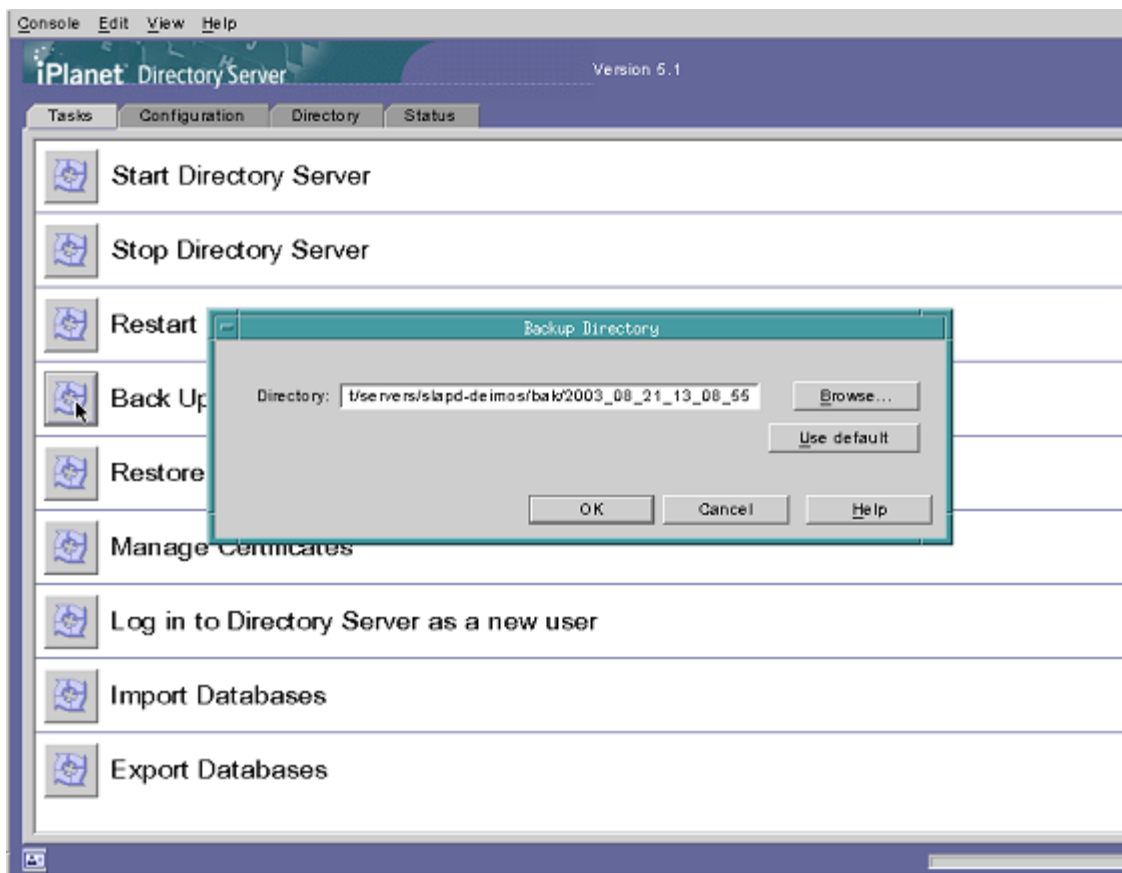 Console Edit View Help
iPlanet Directory Server
Version 5.1
Tasks Configuration Directory Status
Start Directory Server
Stop Directory Server
Restart
Backup Directory
Back Up
Directory: t/servers/slapd-deimos/bak/2003_08_21_13_08_55 Browse...
Use default
Restore
OK Cancel Help
Manage Certificates
Log in to Directory Server as a new user
Import Databases
Export Databases